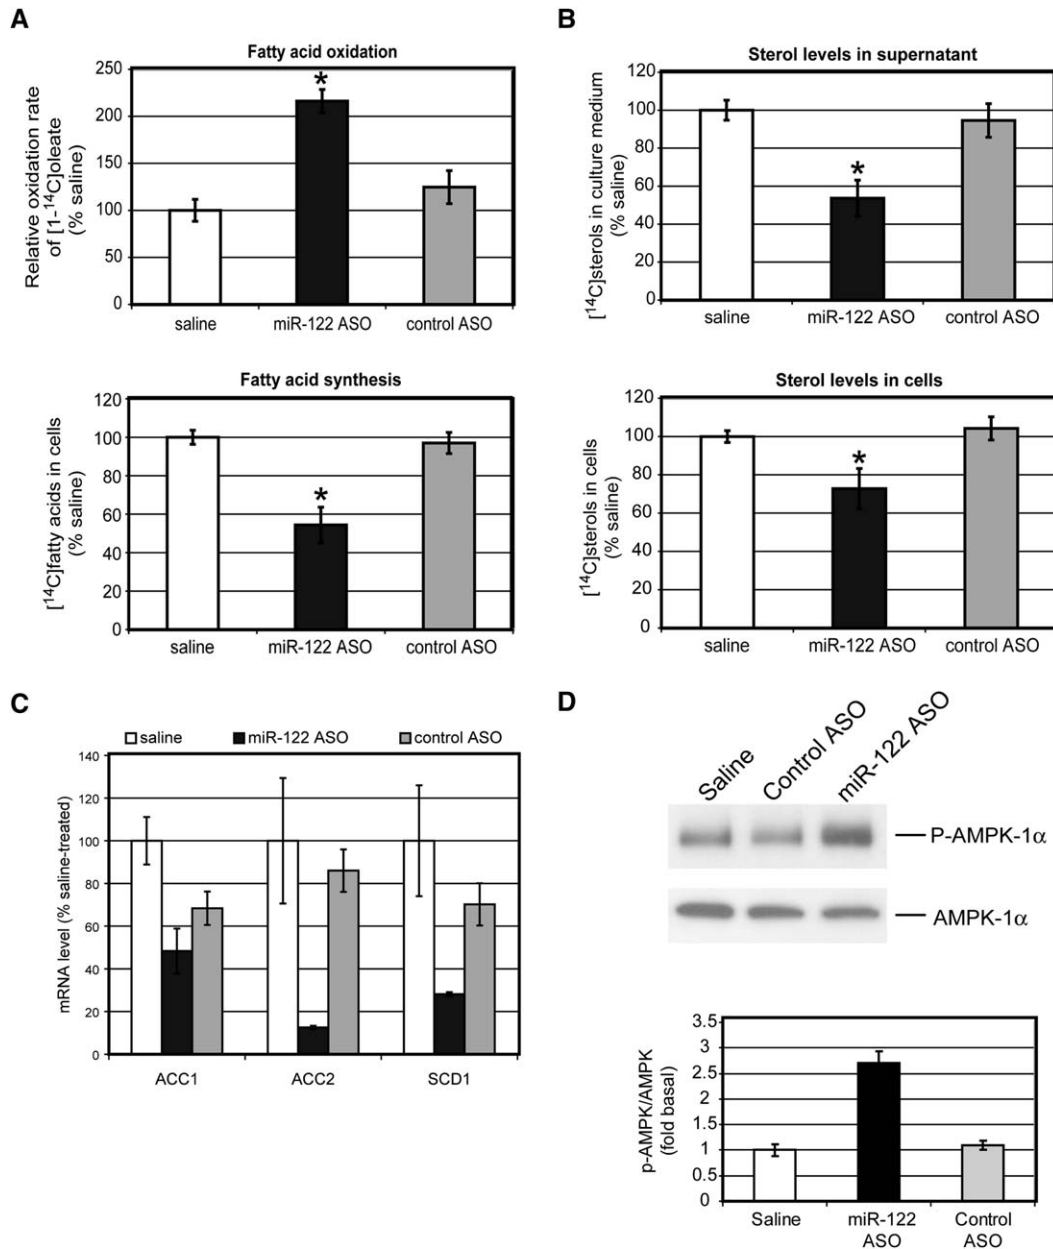 A
Fatty acid oxidation
Relative oxidation rate
of [1-¹⁴C]oleate
(% saline)
250
200
150
100
50
0
*
saline miR-122 ASO control ASO
Fatty acid synthesis
[¹⁴C]fatty acids in cells
(% saline)
120
100
80
60
40
20
0
*
saline miR-122 ASO control ASO
B
Sterol levels in supernatant
[¹⁴C]sterols in culture medium
(% saline)
120
100
80
60
40
20
0
*
saline miR-122 ASO control ASO
Sterol levels in cells
[¹⁴C]sterols in cells
(% saline)
120
100
80
60
40
20
0
*
saline miR-122 ASO control ASO
C
saline miR-122 ASO control ASO
mRNA level (% saline-treated)
140
120
100
80
60
40
20
0
ACC1 ACC2 SCD1
D
Saline
Control ASO
miR-122 ASO
P-AMPK-1α
AMPK-1α
p-AMPK/AMPK
(fold basal)
3.5
3
2.5
2
1.5
1
0.5
0
Saline miR-122 Control
ASO ASO